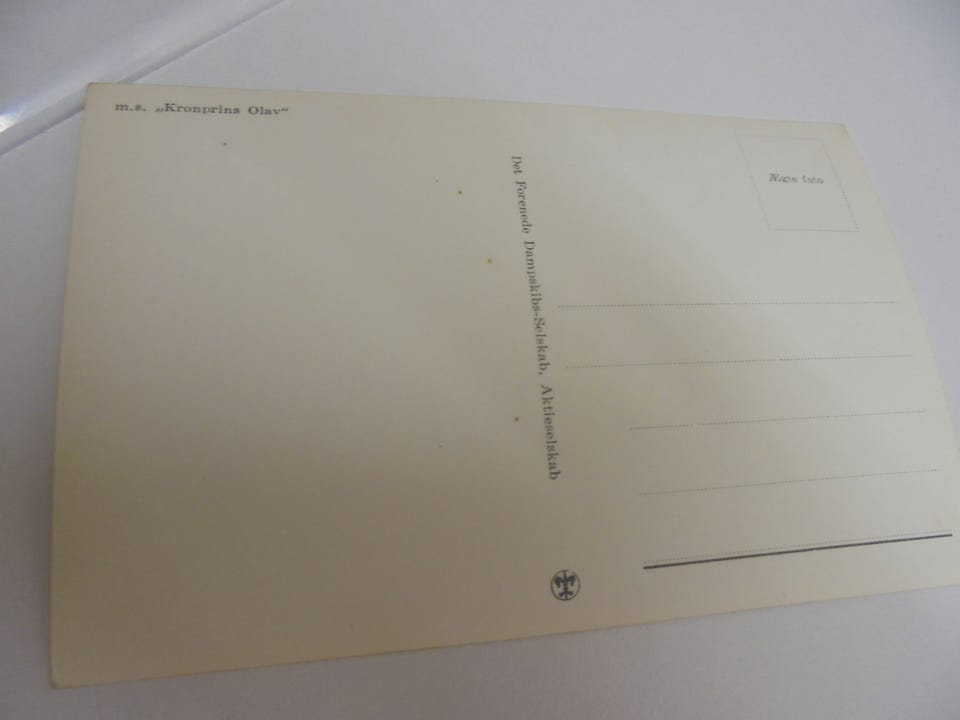 m.s. „Kronprins Olav“
Det Forenede Dampskibs-Selskab, Aktieselskab
Ægte foto